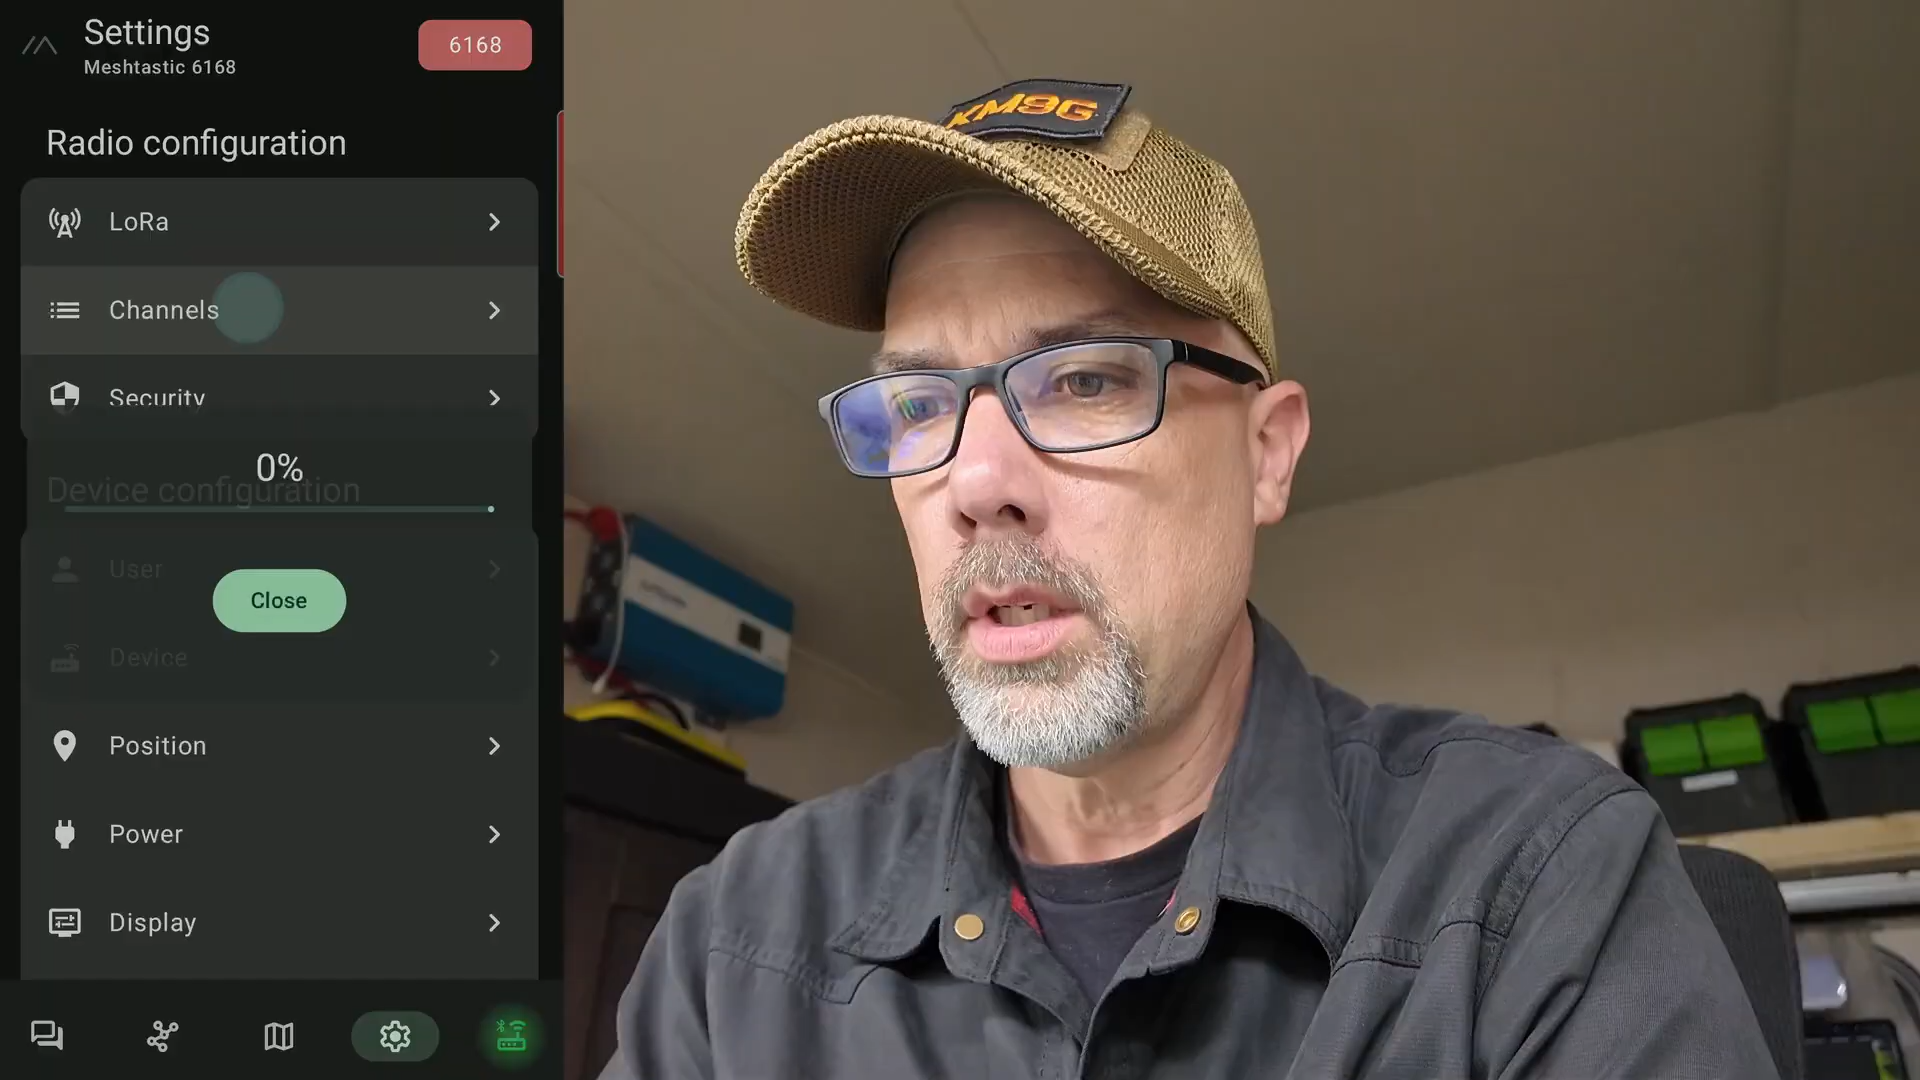 Settings
Meshtastic 6168
6168
Radio configuration
LoRa
Channels
Security
0%
Device configuration
User
Close
Device
Position
Power
Display
KM9G